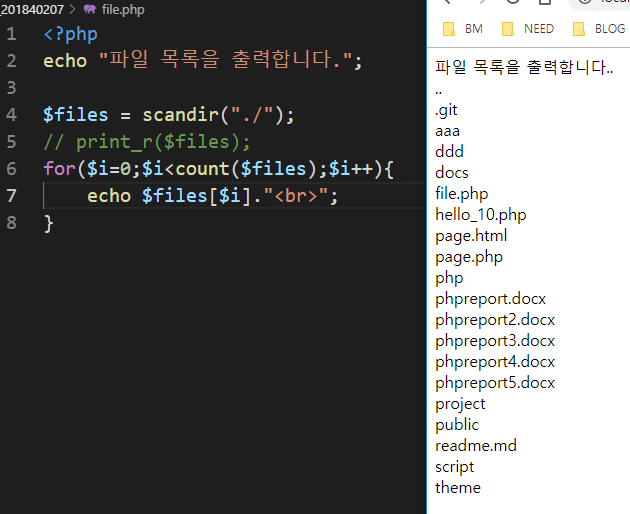 _201840207 > file.php
1 <?php
2 echo "파일 목록을 출력합니다.";
3
4 $files = scandir("./");
5 // print_r($files);
6 for($i=0;$i<count($files);$i++){
7     echo $files[$i]."<br>";
8 }
BM NEED BLOG
파일 목록을 출력합니다..
..
.git
aaa
ddd
docs
file.php
hello_10.php
page.html
page.php
php
phpreport.docx
phpreport2.docx
phpreport3.docx
phpreport4.docx
phpreport5.docx
project
public
readme.md
script
theme